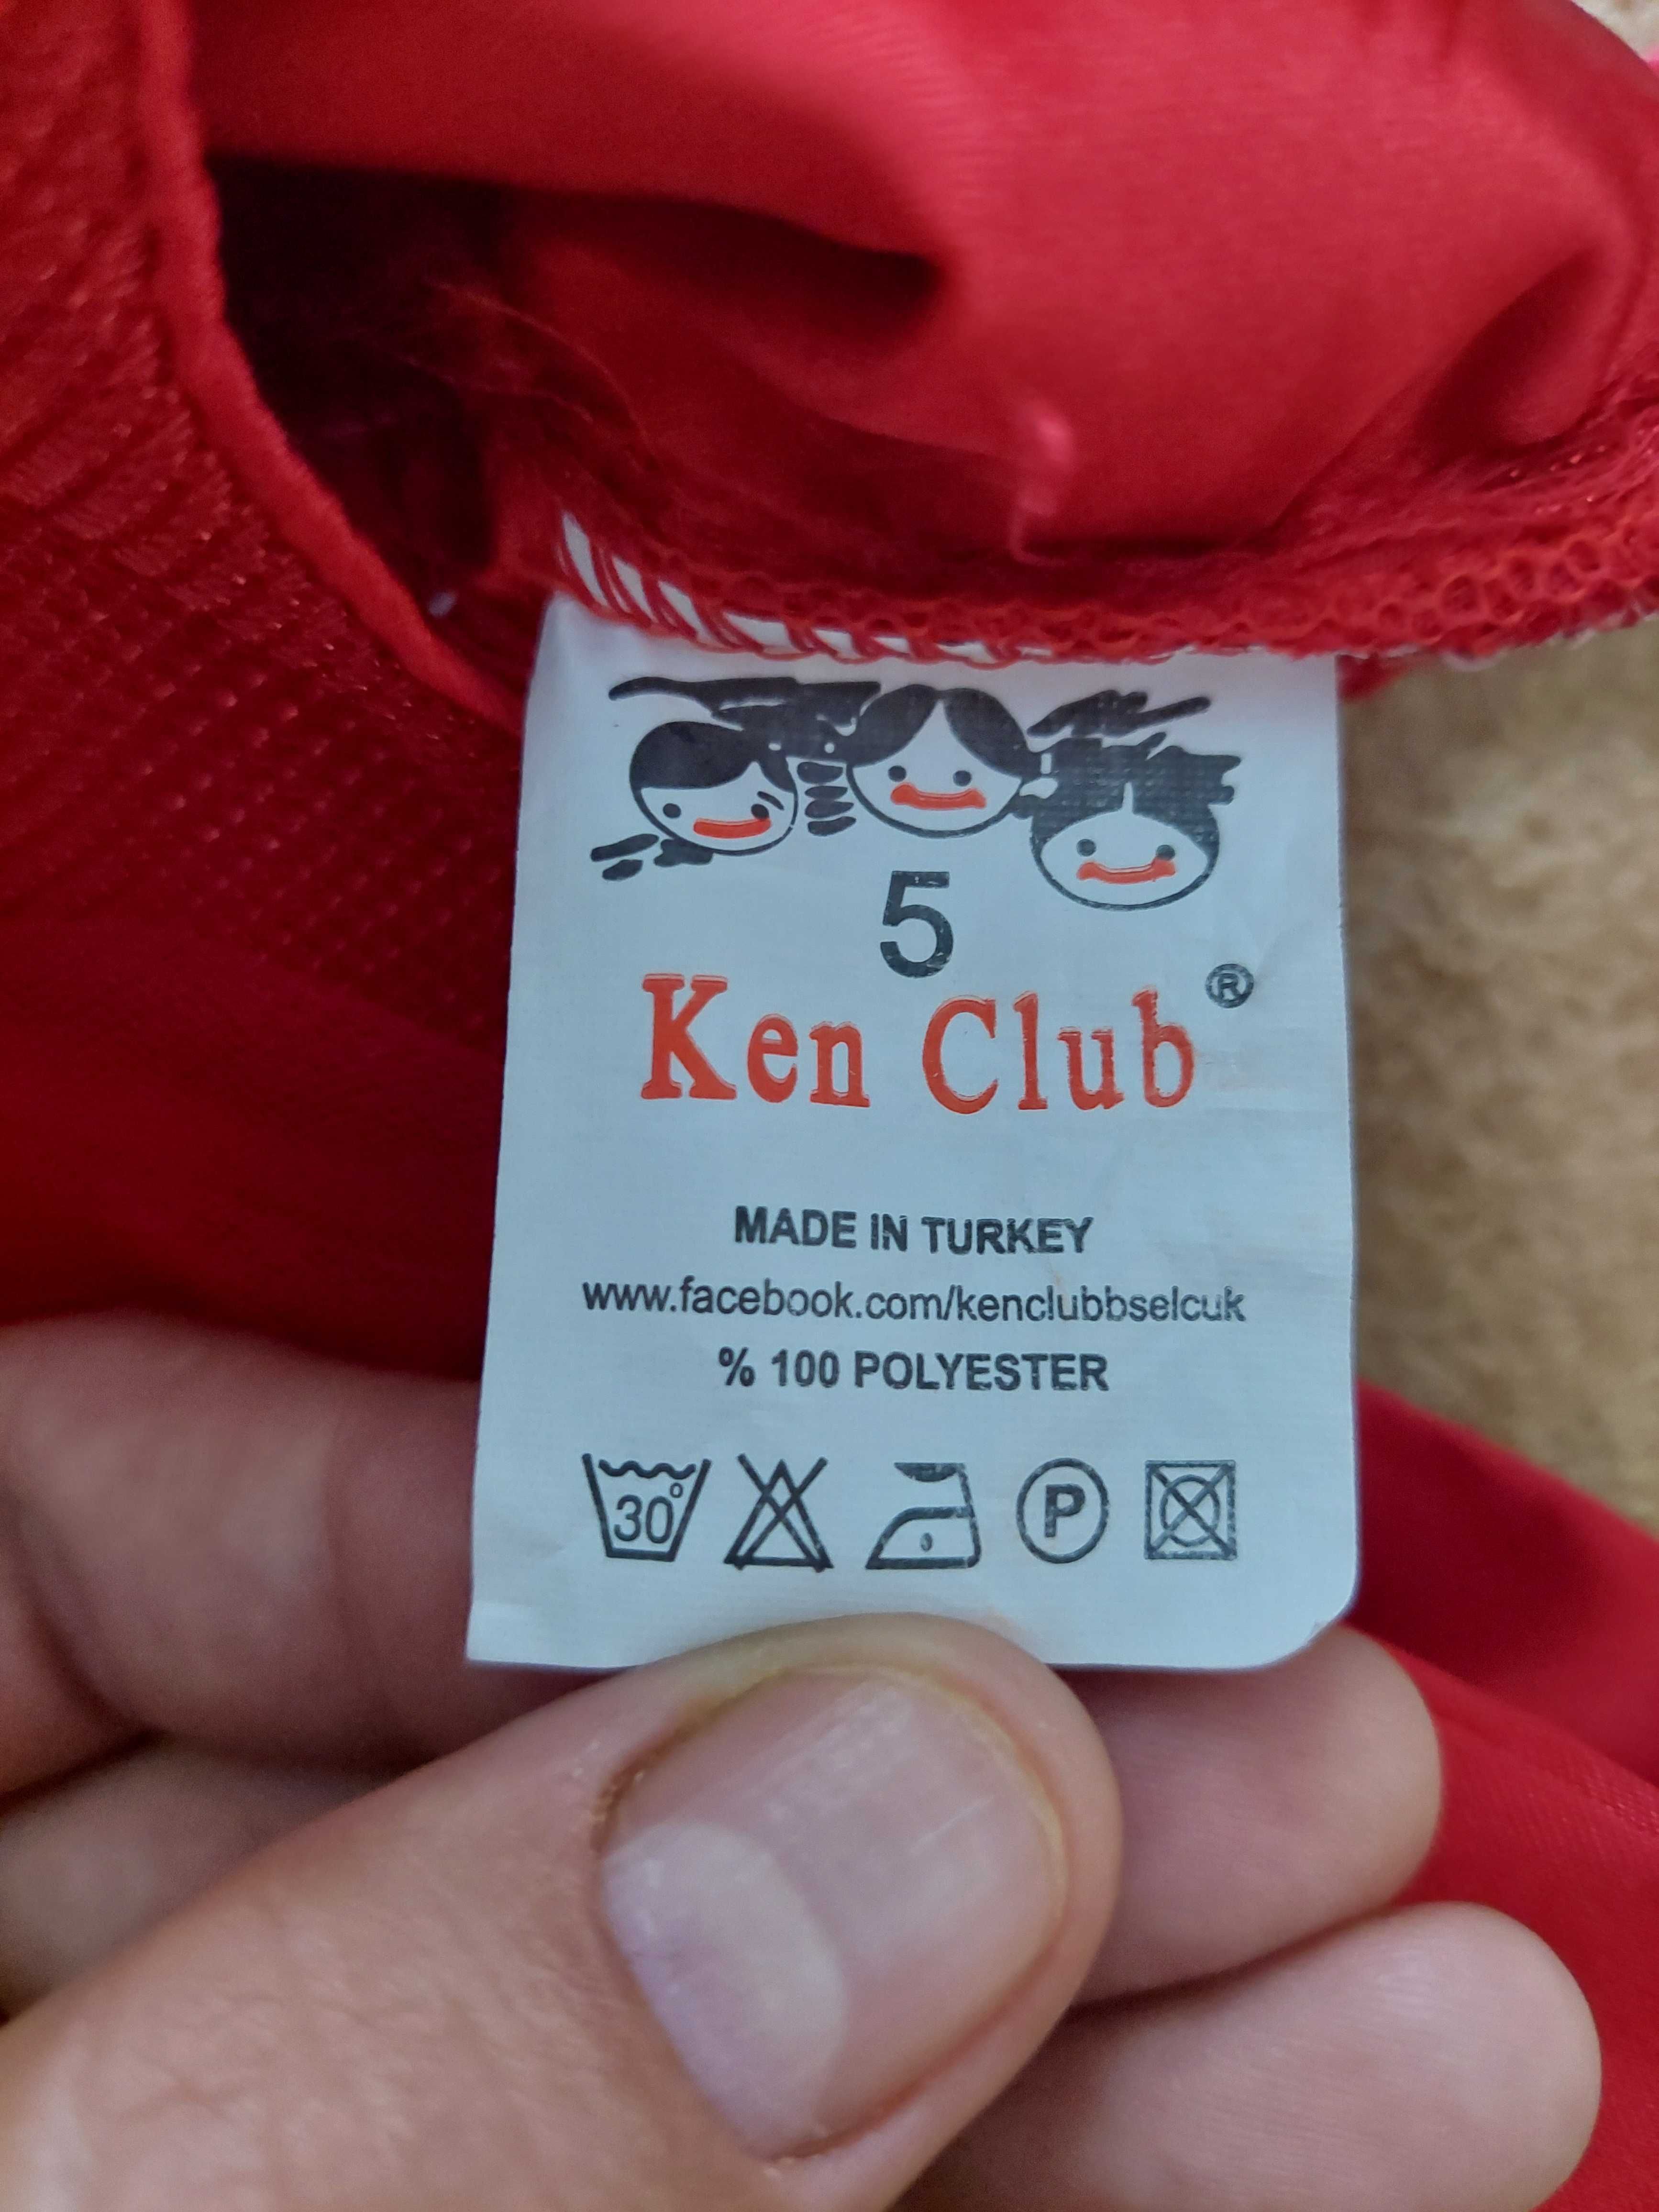 5
Ken Club ®
MADE IN TURKEY
www.facebook.com/kenclubbselcuk
% 100 POLYESTER
30° P